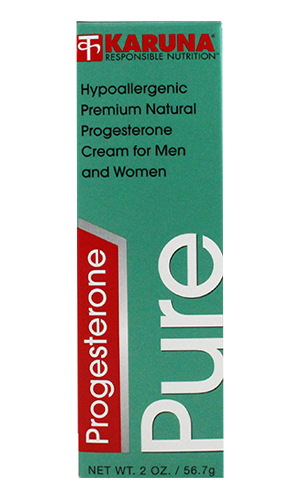 KARUNA®
RESPONSIBLE NUTRITION™
Hypoallergenic
Premium Natural
Progesterone
Cream for Men
and Women
Progesterone
Pure
NET WT. 2 OZ. / 56.7g